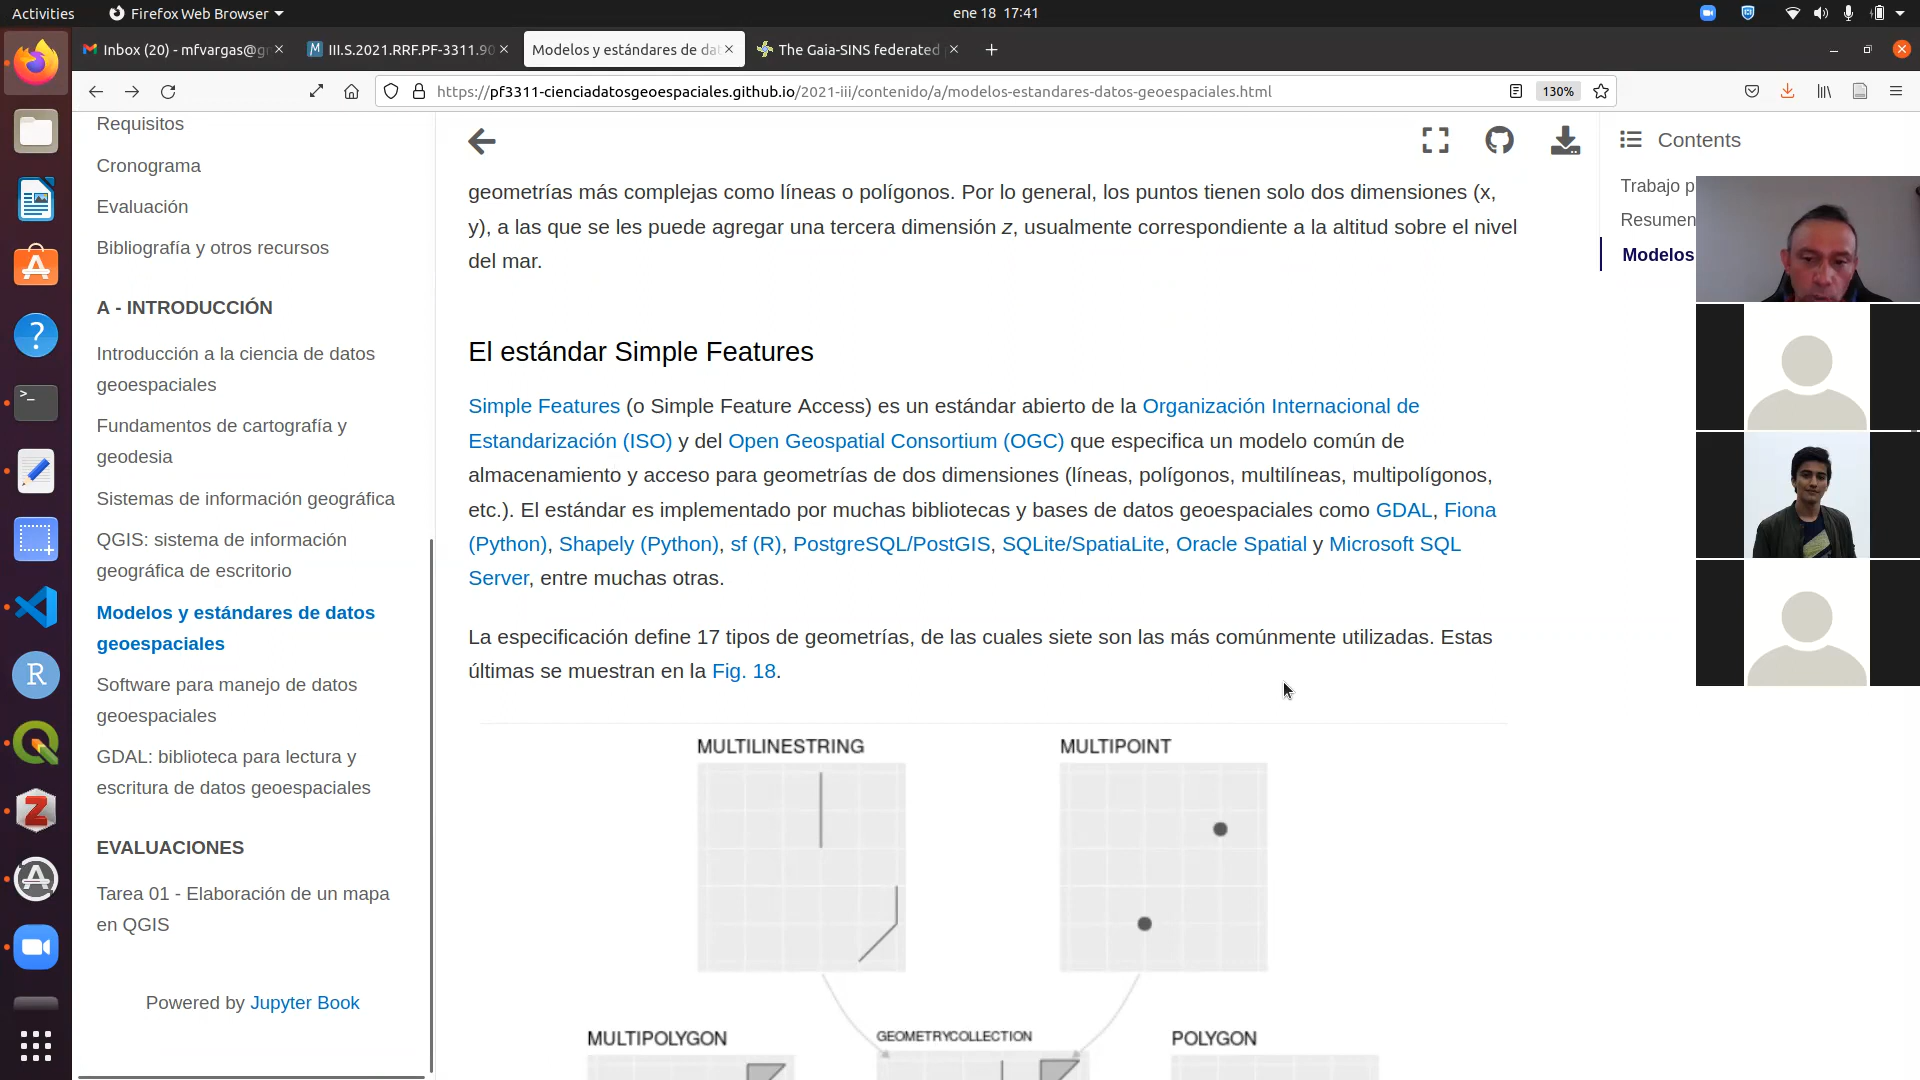 Activities
Firefox Web Browser
ene 18 17:41
Inbox (20) - mfvargas@g
III.S.2021.RRF.PF-3311.90
Modelos y estándares de da
The Gaia-SINS federated
https://pf3311-cienciadatosgeoespaciales.github.io/2021-iii/contenido/a/modelos-estandares-datos-geoespaciales.html
130%
Requisitos
Cronograma
Evaluación
Bibliografía y otros recursos
A - INTRODUCCIÓN
Introducción a la ciencia de datos
geoespaciales
Fundamentos de cartografía y
geodesia
Sistemas de información geográfica
QGIS: sistema de información
geográfica de escritorio
Modelos y estándares de datos
geoespaciales
Software para manejo de datos
geoespaciales
GDAL: biblioteca para lectura y
escritura de datos geoespaciales
EVALUACIONES
Tarea 01 - Elaboración de un mapa
en QGIS
Powered by Jupyter Book
geometrías más complejas como líneas o polígonos. Por lo general, los puntos tienen solo dos dimensiones (x,
y), a las que se les puede agregar una tercera dimensión z, usualmente correspondiente a la altitud sobre el nivel
del mar.
El estándar Simple Features
Simple Features (o Simple Feature Access) es un estándar abierto de la Organización Internacional de
Estandarización (ISO) y del Open Geospatial Consortium (OGC) que especifica un modelo común de
almacenamiento y acceso para geometrías de dos dimensiones (líneas, polígonos, multilíneas, multipolígonos,
etc.). El estándar es implementado por muchas bibliotecas y bases de datos geoespaciales como GDAL, Fiona
(Python), Shapely (Python), sf (R), PostgreSQL/PostGIS, SQLite/SpatiaLite, Oracle Spatial y Microsoft SQL
Server, entre muchas otras.
La especificación define 17 tipos de geometrías, de las cuales siete son las más comúnmente utilizadas. Estas
últimas se muestran en la Fig. 18.
MULTILINESTRING
MULTIPOINT
MULTIPOLYGON
GEOMETRYCOLLECTION
POLYGON
Contents
Trabajo p
Resumen
Modelos